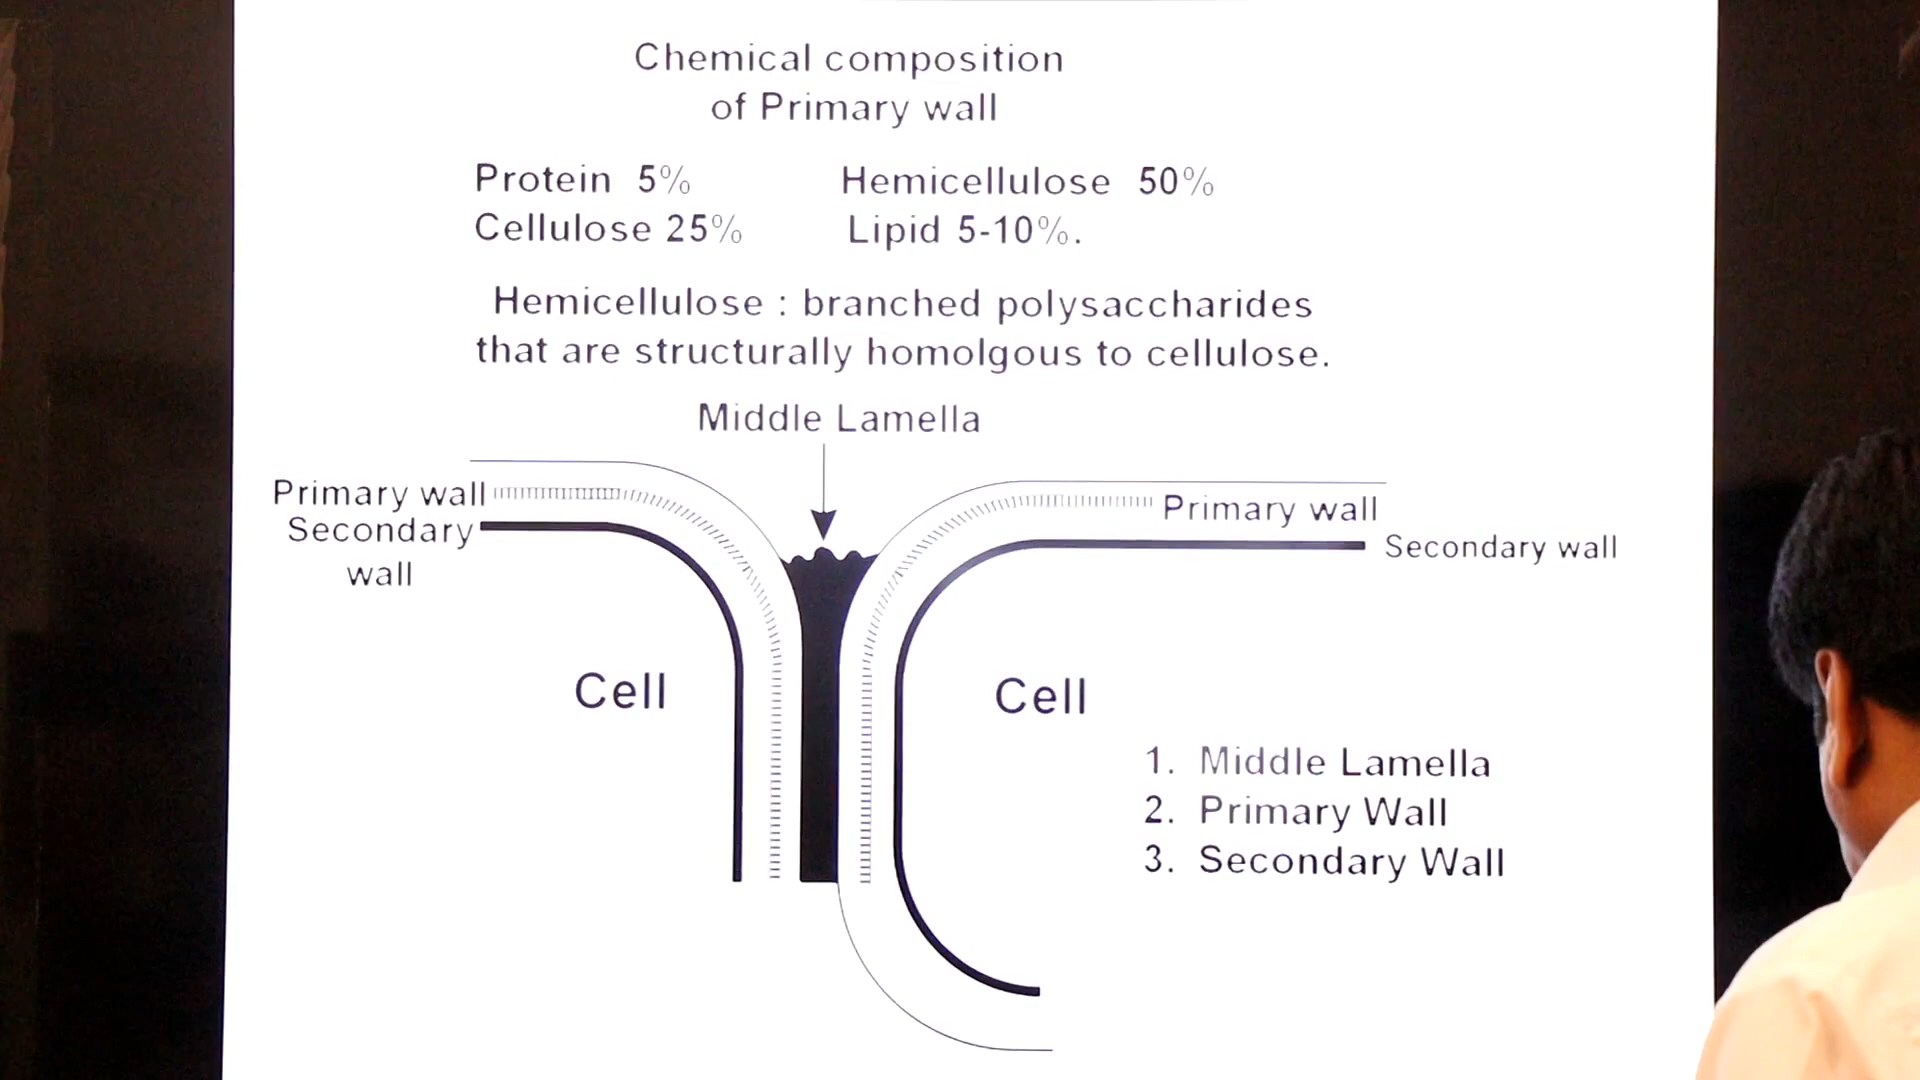 Chemical composition
of Primary wall
Protein 5% Hemicellulose 50%
Cellulose 25% Lipid 5-10%.
Hemicellulose : branched polysaccharides
that are structurally homolgous to cellulose.
Middle Lamella
Primary wall
Secondary
wall
Primary wall
Secondary wall
Cell
Cell
1. Middle Lamella
2. Primary Wall
3. Secondary Wall